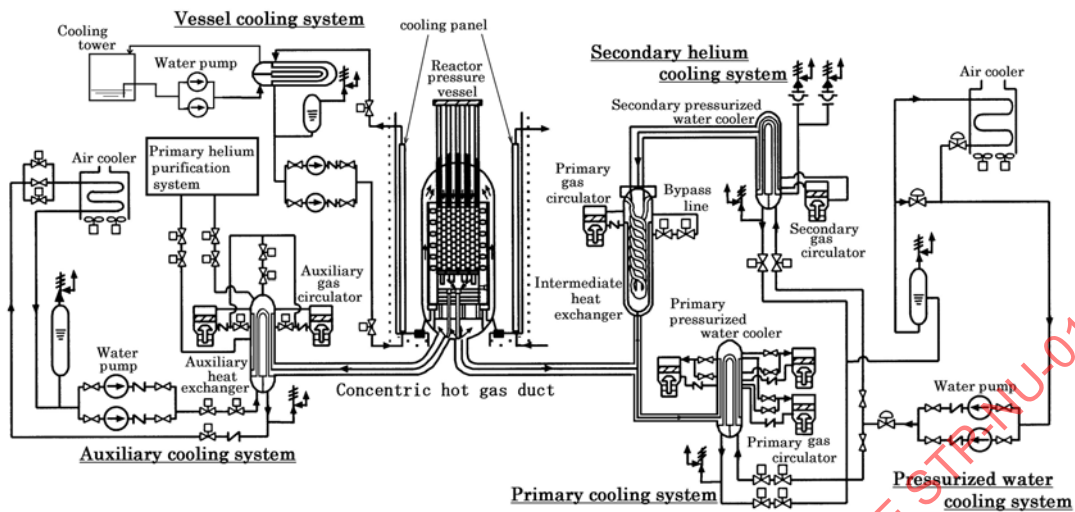 Vessel cooling system
Cooling
tower
Water pump
cooling panel
Reactor
pressure
vessel
Secondary helium
cooling system
Air cooler
Secondary pressurized
water cooler
Air cooler
Primary helium
purification
system
Primary gas
circulator
Bypass
line
Secondary gas
circulator
Auxiliary gas
circulator
Intermediate
heat
exchanger
Primary
pressurized
water cooler
Water
pump
Auxiliary
heat
exchanger
Concentric hot gas duct
Water pump
Auxiliary cooling system
Primary gas
circulator
Primary cooling system
Pressurized water
cooling system
E STR-NU-01